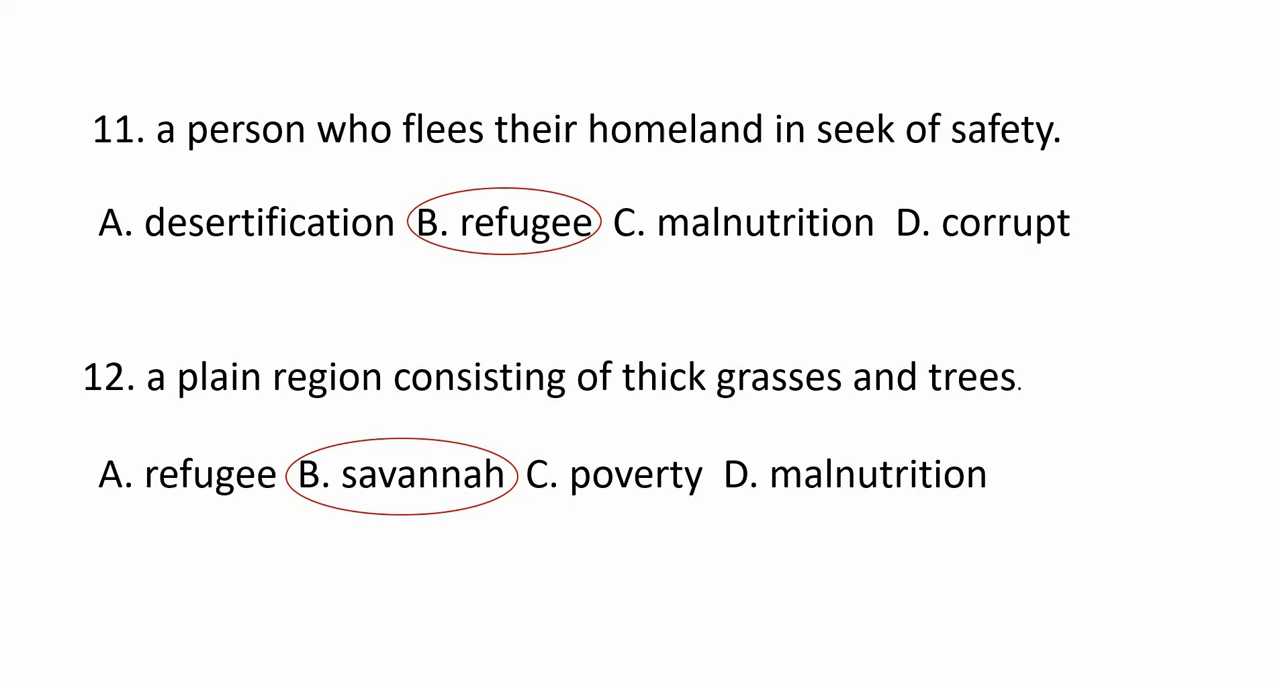 11. a person who flees their homeland in seek of safety.
A. desertification B. refugee C. malnutrition D. corrupt
12. a plain region consisting of thick grasses and trees.
A. refugee B. savannah C. poverty D. malnutrition